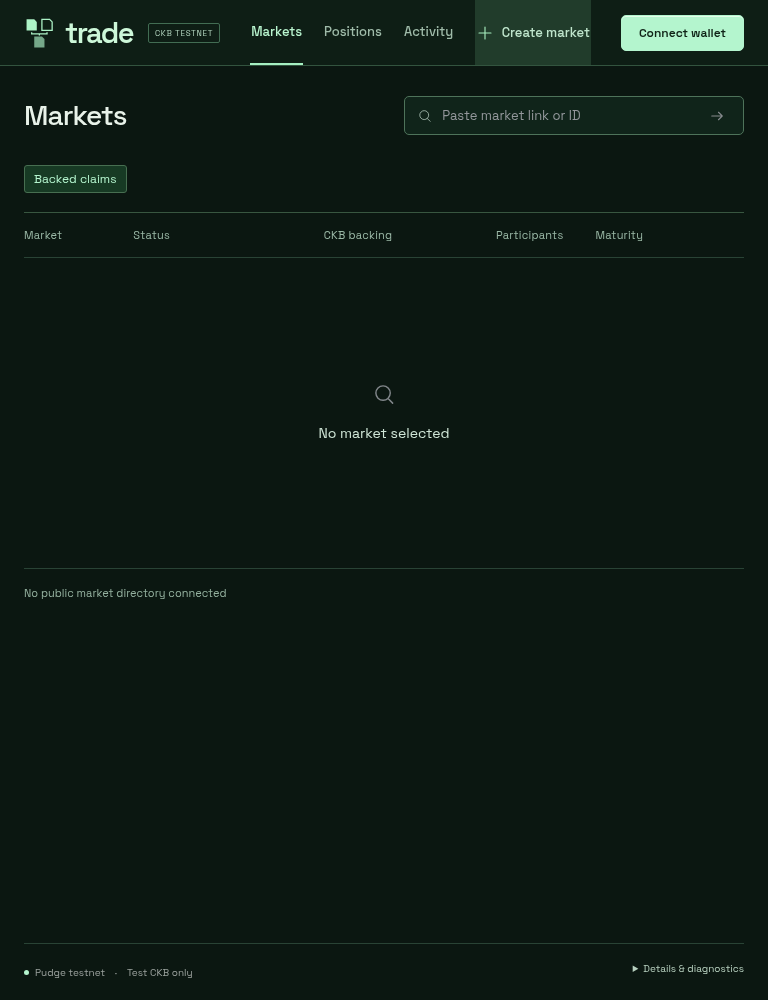 trade CKB TESTNET Markets Positions Activity Create market Connect wallet
Markets
Paste market link or ID
Backed claims
Market Status CKB backing Participants Maturity
No market selected
No public market directory connected
Pudge testnet · Test CKB only
Details & diagnostics